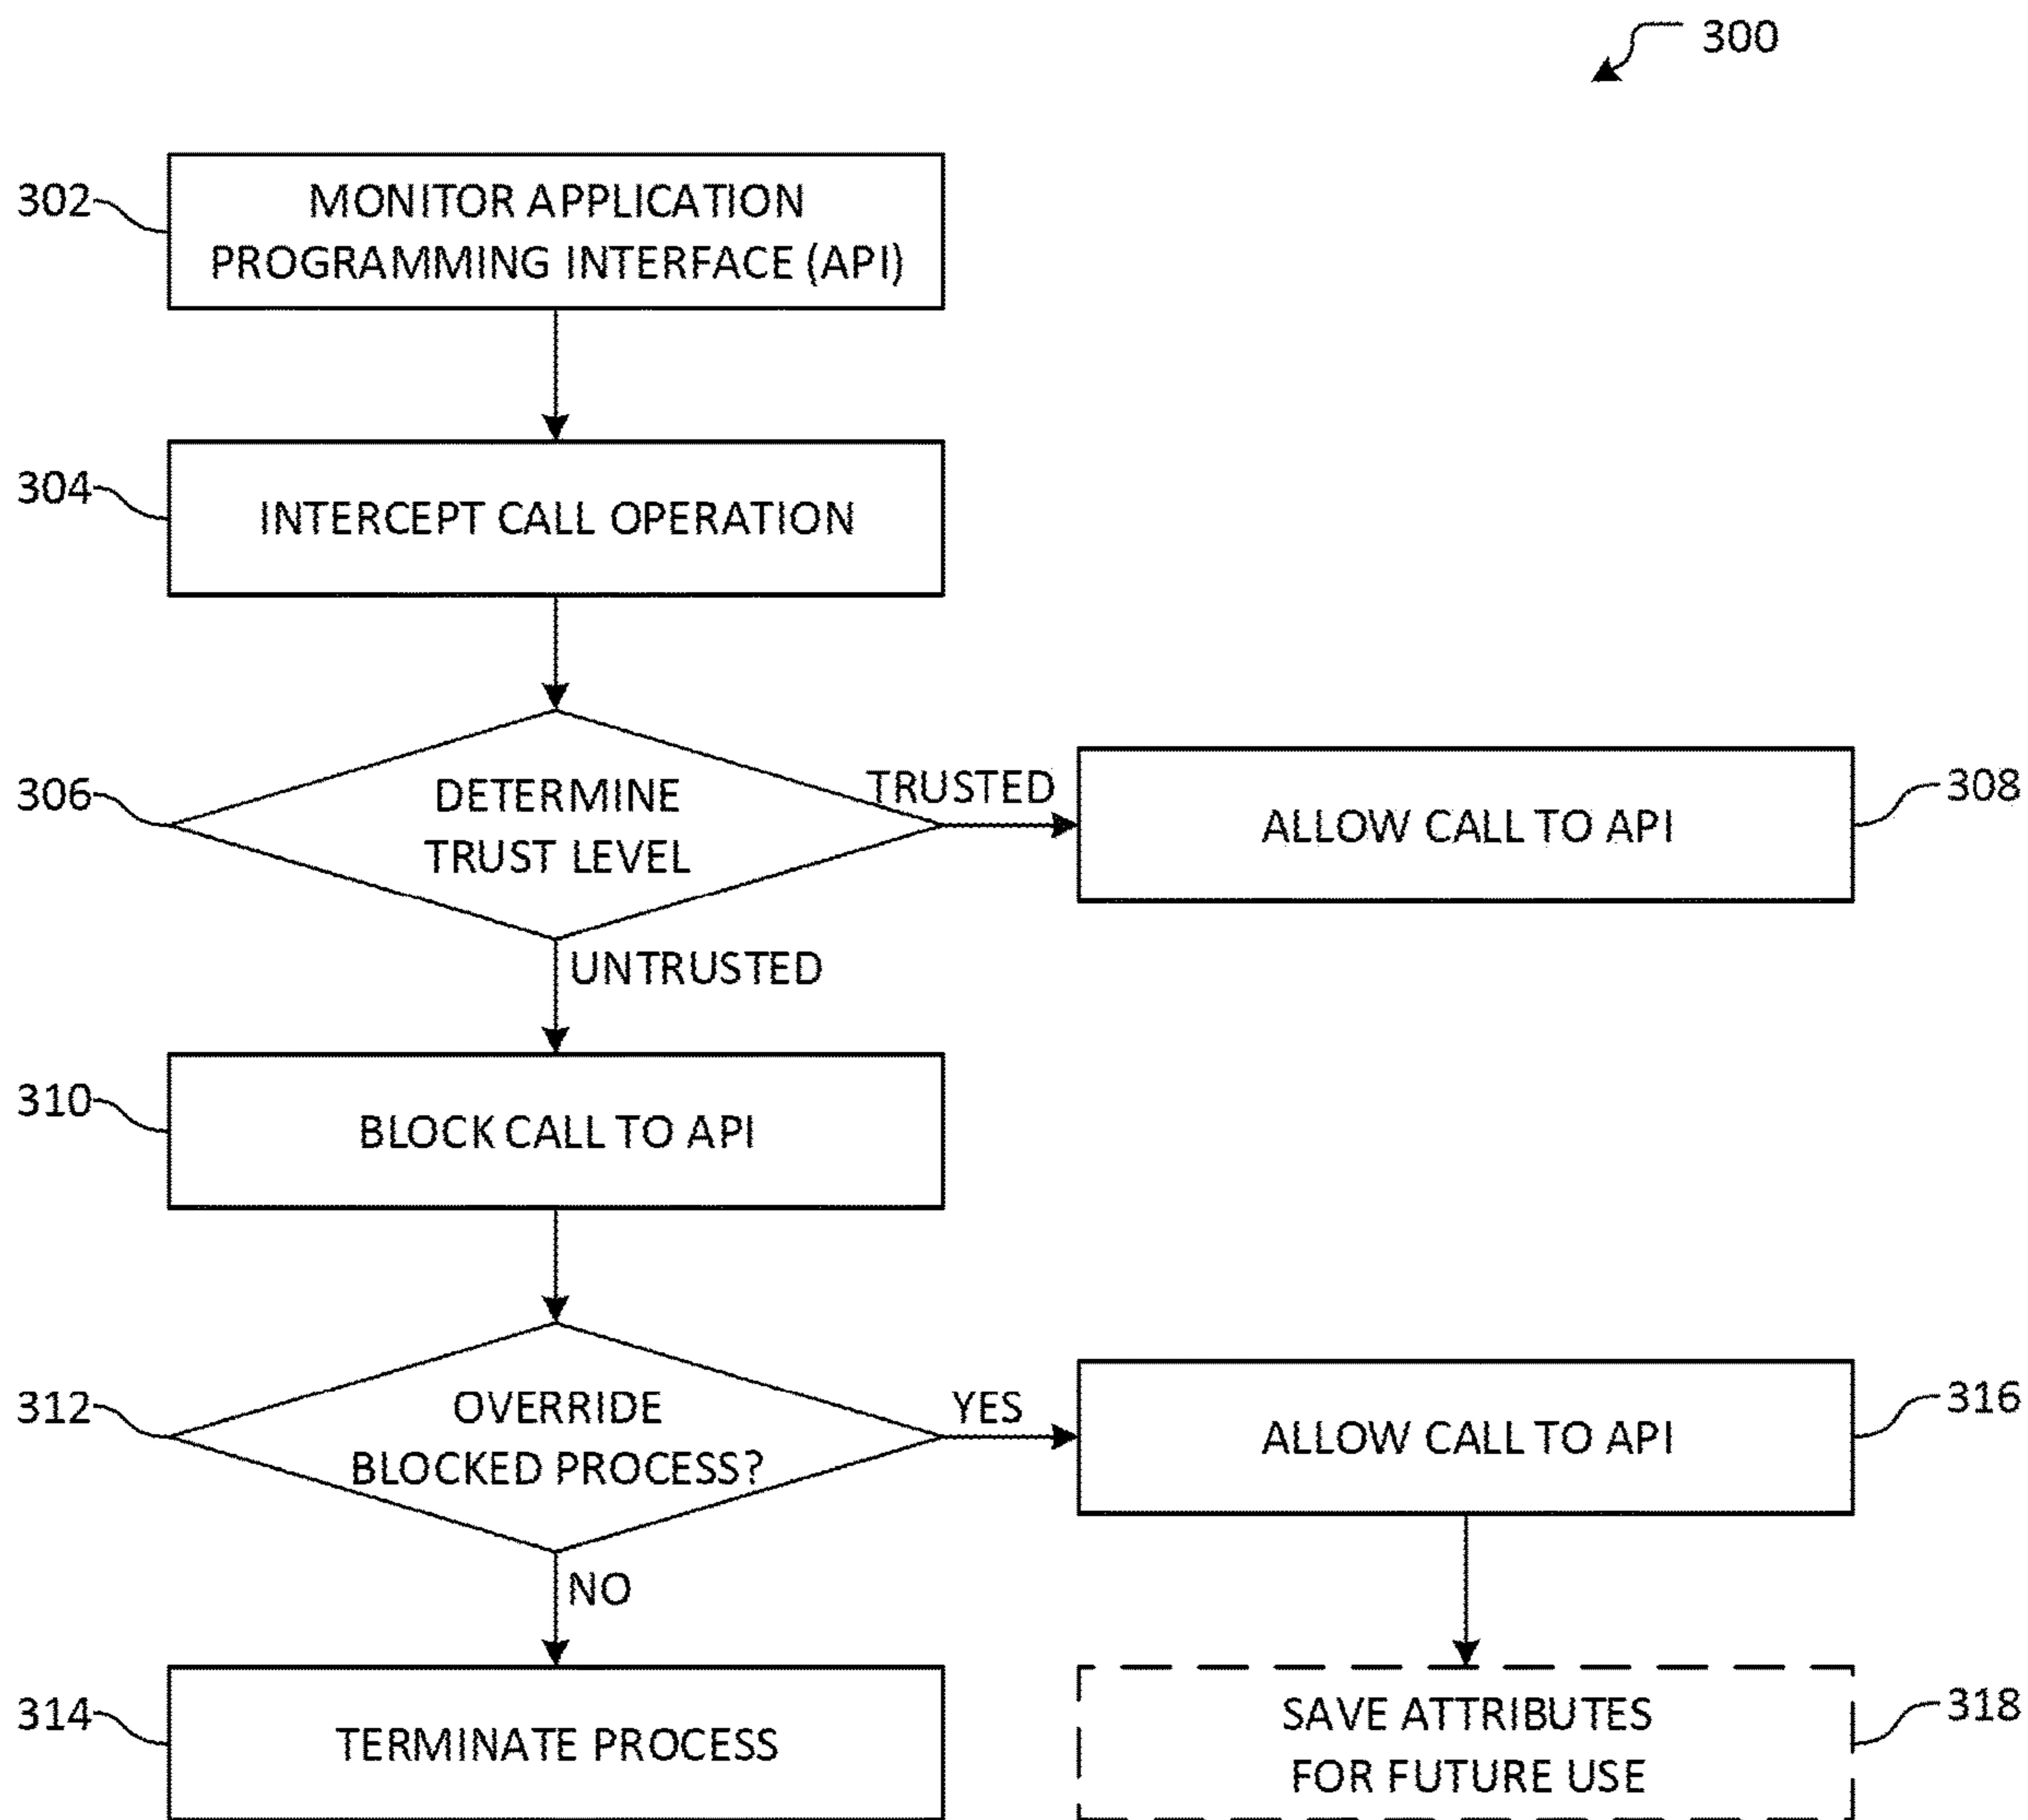 300
302
MONITOR APPLICATION
PROGRAMMING INTERFACE (API)
304
INTERCEPT CALL OPERATION
306
DETERMINE
TRUST LEVEL
TRUSTED
ALLOW CALL TO API
308
UNTRUSTED
310
BLOCK CALL TO API
312
OVERRIDE
BLOCKED PROCESS?
YES
ALLOW CALL TO API
316
NO
314
TERMINATE PROCESS
SAVE ATTRIBUTES
FOR FUTURE USE
318